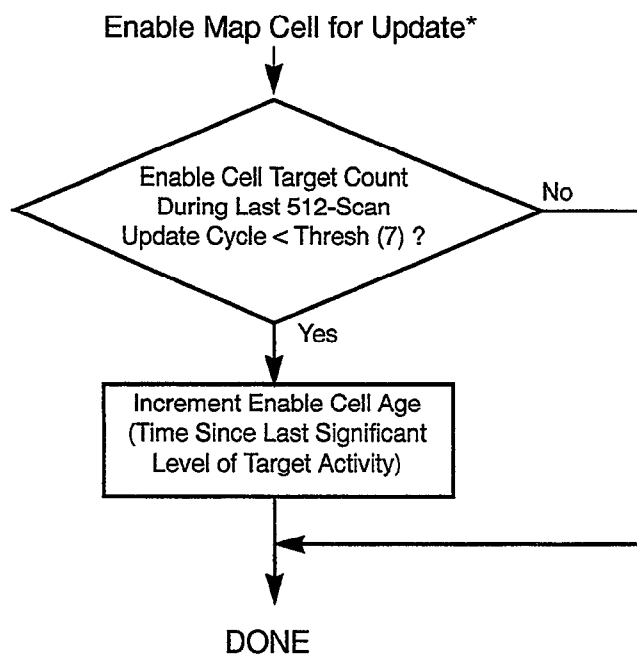 Enable Map Cell for Update*
Enable Cell Target Count
During Last 512-Scan
Update Cycle < Thresh (7) ?
No
Yes
Increment Enable Cell Age
(Time Since Last Significant
Level of Target Activity)
DONE